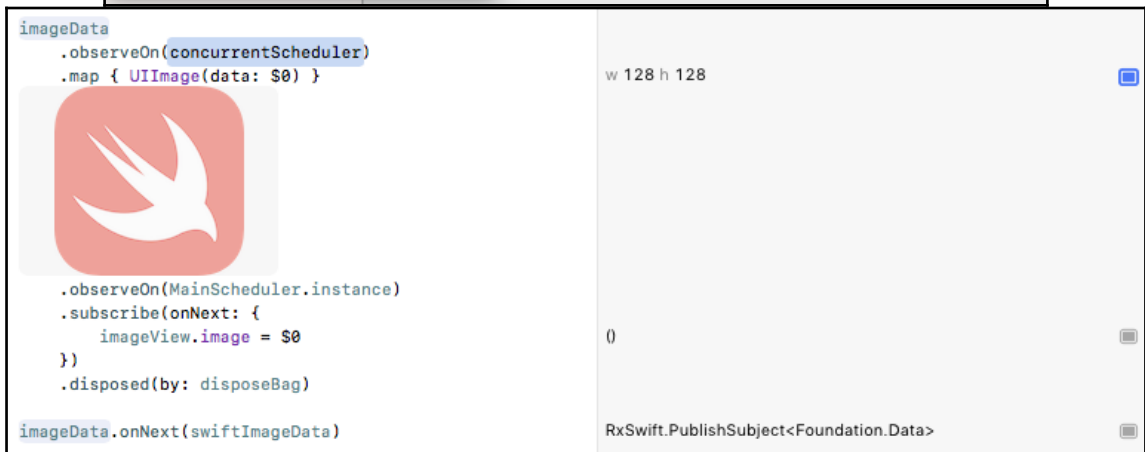 imageData
.observeOn(concurrentScheduler)
.map { UIImage(data: $0) }
w 128 h 128
.observeOn(MainScheduler.instance)
.subscribe(onNext: {
imageView.image = $0
()
})
.disposed(by: disposeBag)
imageData.onNext(swiftImageData)
RxSwift.PublishSubject<Foundation.Data>